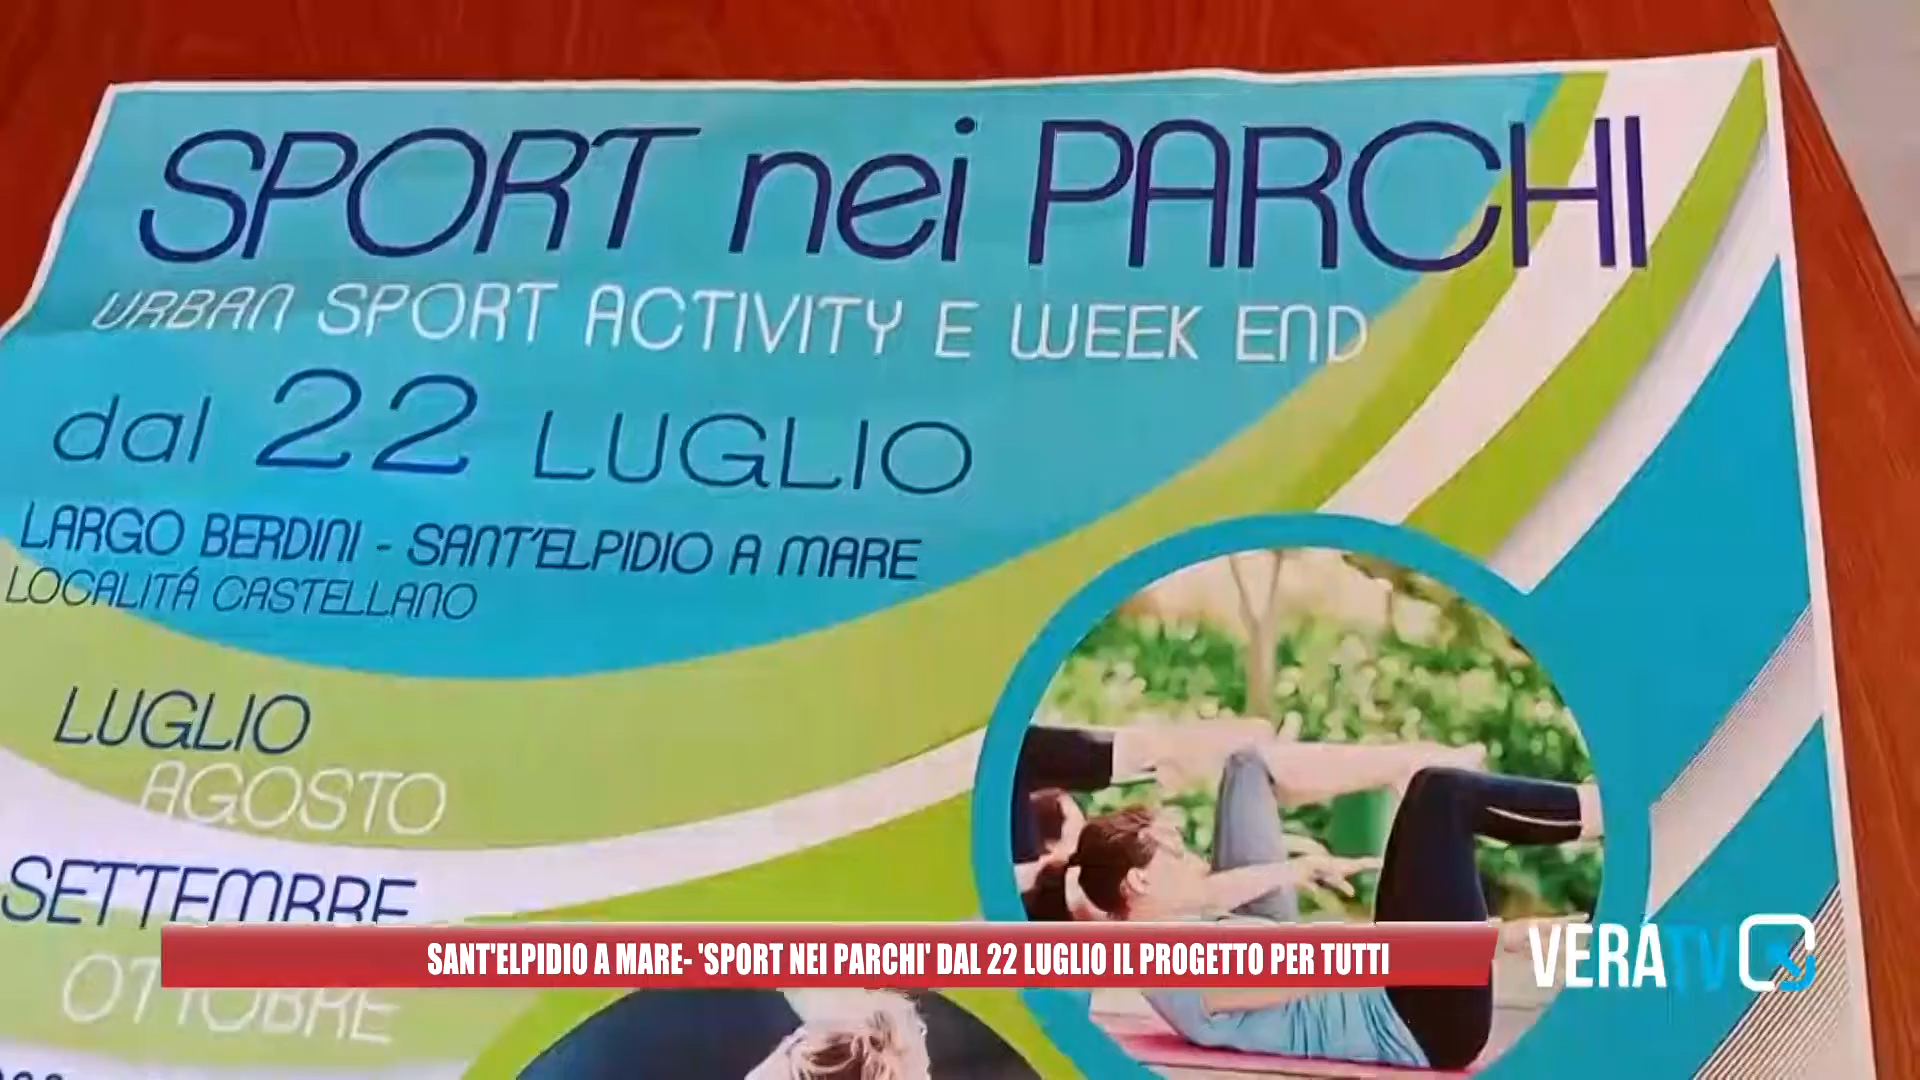 SPORT nei PARCHI
URBAN SPORT ACTIVITY E WEEK END
dal 22 LUGLIO
LARGO BERDINI - SANT'ELPIDIO A MARE
LOCALITÁ CASTELLANO
LUGLIO
AGOSTO
SETTEMBRE
OTTOBRE
SANT'ELPIDIO A MARE- 'SPORT NEI PARCHI' DAL 22 LUGLIO IL PROGETTO PER TUTTI
VERATV